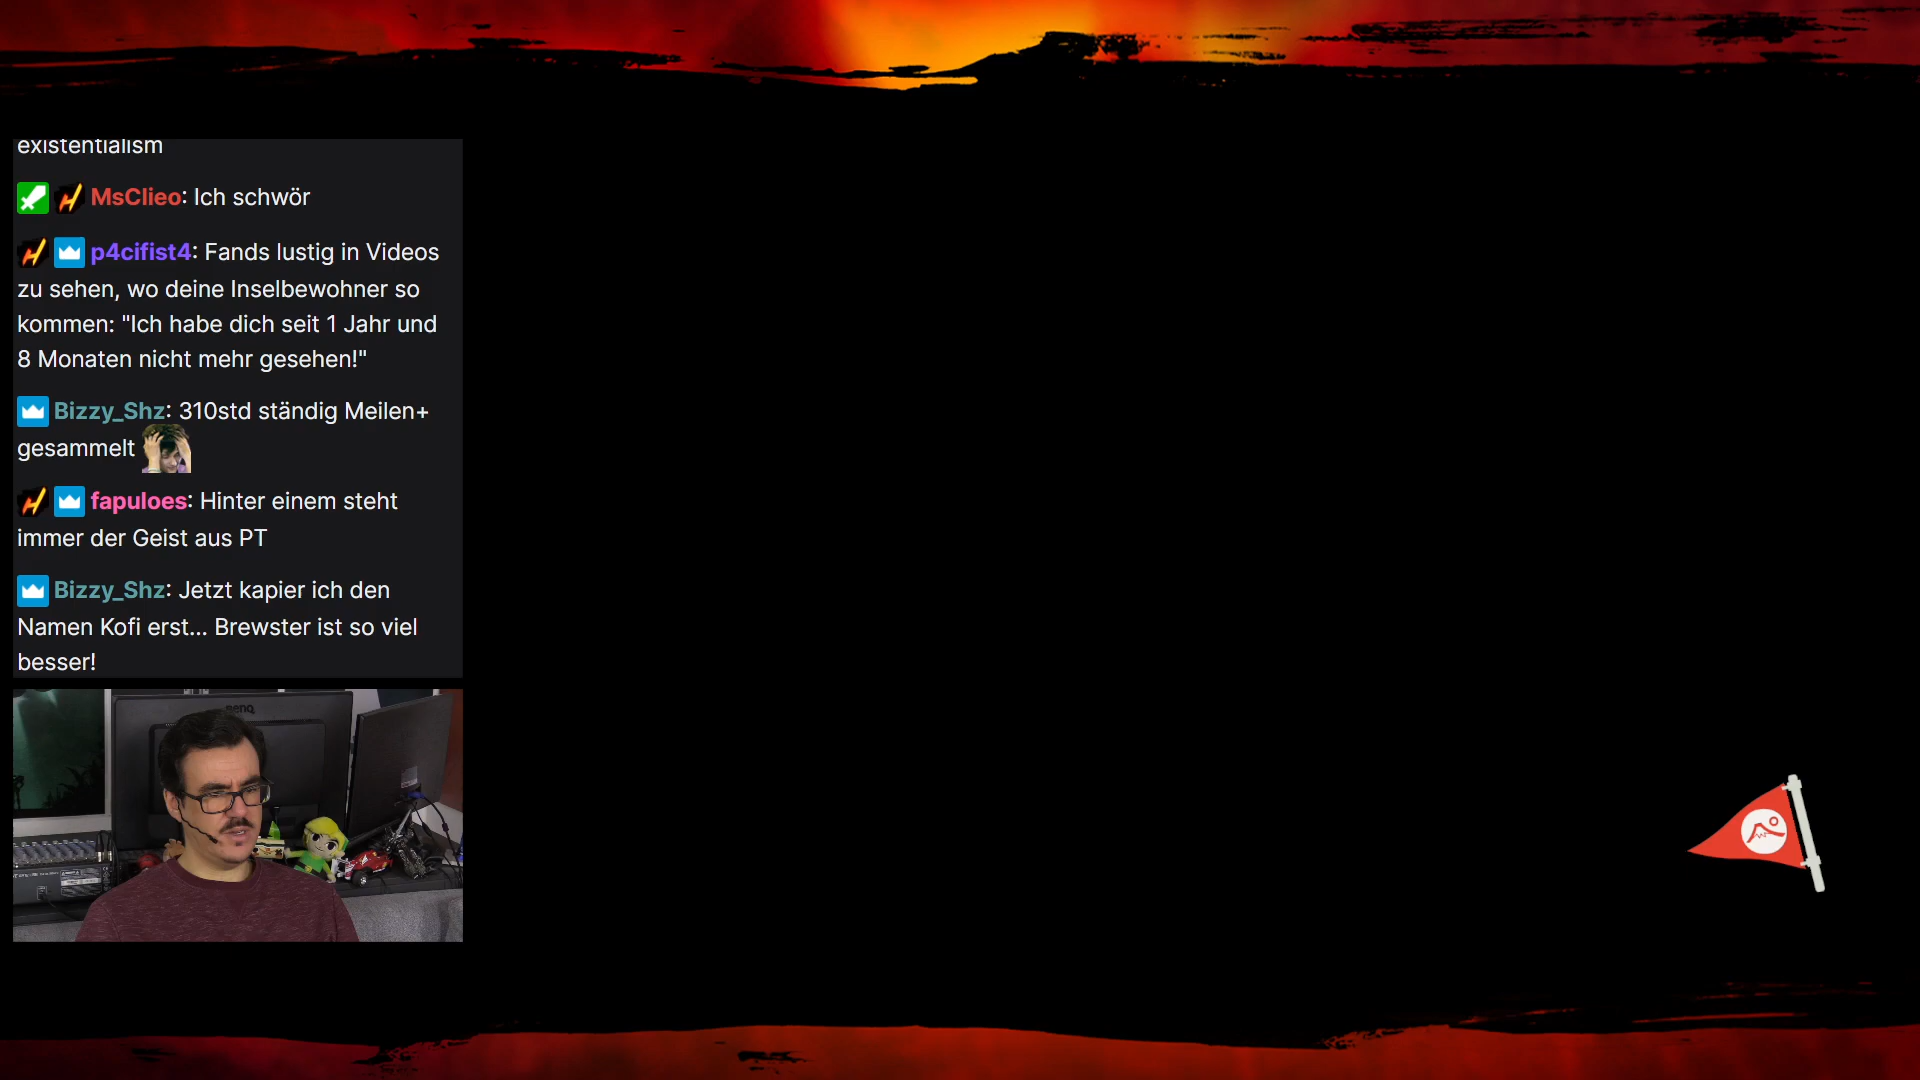 existentialism
MsClieo: Ich schwör
p4cifist4: Fands lustig in Videos
zu sehen, wo deine Inselbewohner so
kommen: "Ich habe dich seit 1 Jahr und
8 Monaten nicht mehr gesehen!"
Bizzy_Shz: 310std ständig Meilen+
gesammelt
fapuloes: Hinter einem steht
immer der Geist aus PT
Bizzy_Shz: Jetzt kapier ich den
Namen Kofi erst... Brewster ist so viel
besser!
BenQ